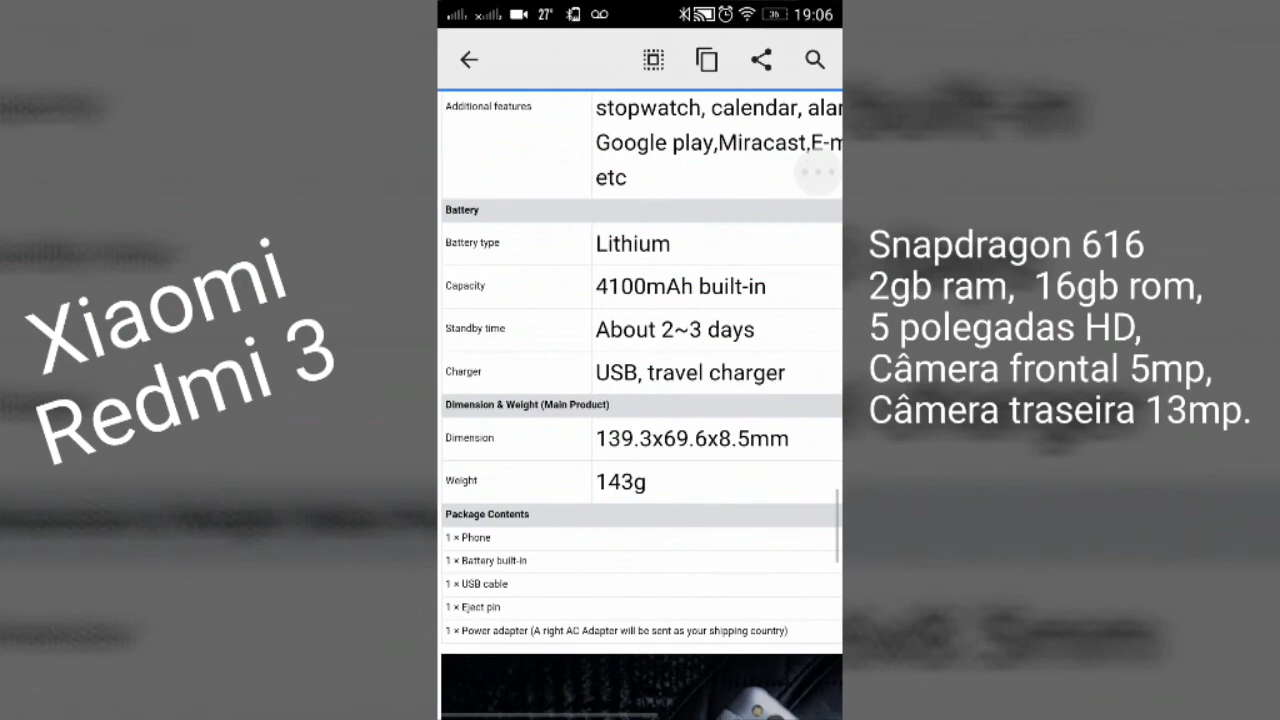 27° 36 19:06
Additional features
stopwatch, calendar, alar
Google play,Miracast,E-m
etc
Battery
Battery type Lithium
Capacity 4100mAh built-in
Standby time About 2~3 days
Charger USB, travel charger
Dimension & Weight (Main Product)
Dimension 139.3x69.6x8.5mm
Weight 143g
Package Contents
1 × Phone
1 × Battery built-in
1 × USB cable
1 × Eject pin
1 × Power adapter (A right AC Adapter will be sent as your shipping country)
Xiaomi
Redmi 3
Snapdragon 616
2gb ram, 16gb rom,
5 polegadas HD,
Câmera frontal 5mp,
Câmera traseira 13mp.